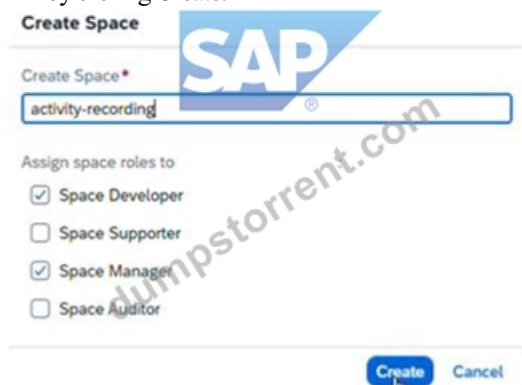 Create Space
SAP
®
Create Space*
activity-recording
Assign space roles to
Space Developer
Space Supporter
Space Manager
Space Auditor
dumpstorrent.com
Create
Cancel